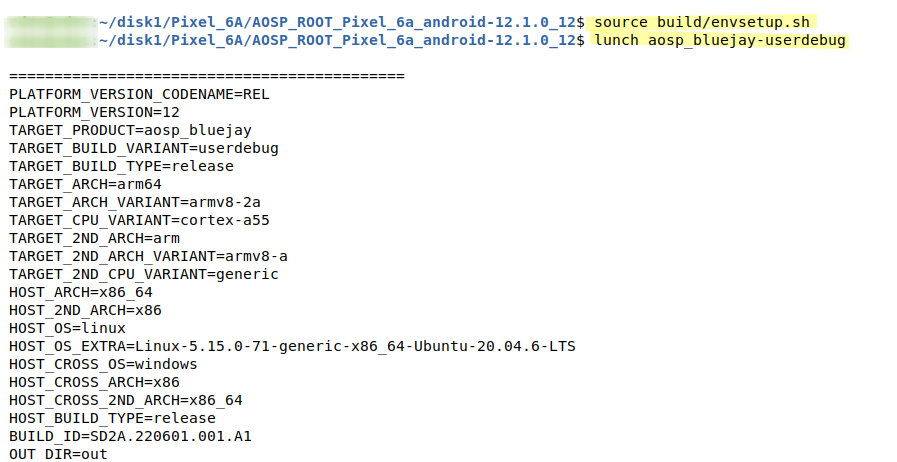 :~/disk1/Pixel_6A/AOSP_ROOT_Pixel_6a_android-12.1.0_12$ source build/envsetup.sh
:~/disk1/Pixel_6A/AOSP_ROOT_Pixel_6a_android-12.1.0_12$ lunch aosp_bluejay-userdebug
============================================
PLATFORM_VERSION_CODENAME=REL
PLATFORM_VERSION=12
TARGET_PRODUCT=aosp_bluejay
TARGET_BUILD_VARIANT=userdebug
TARGET_BUILD_TYPE=release
TARGET_ARCH=arm64
TARGET_ARCH_VARIANT=armv8-2a
TARGET_CPU_VARIANT=cortex-a55
TARGET_2ND_ARCH=arm
TARGET_2ND_ARCH_VARIANT=armv8-a
TARGET_2ND_CPU_VARIANT=generic
HOST_ARCH=x86_64
HOST_2ND_ARCH=x86
HOST_OS=linux
HOST_OS_EXTRA=Linux-5.15.0-71-generic-x86_64-Ubuntu-20.04.6-LTS
HOST_CROSS_OS=windows
HOST_CROSS_ARCH=x86
HOST_CROSS_2ND_ARCH=x86_64
HOST_BUILD_TYPE=release
BUILD_ID=SD2A.220601.001.A1
OUT_DIR=out